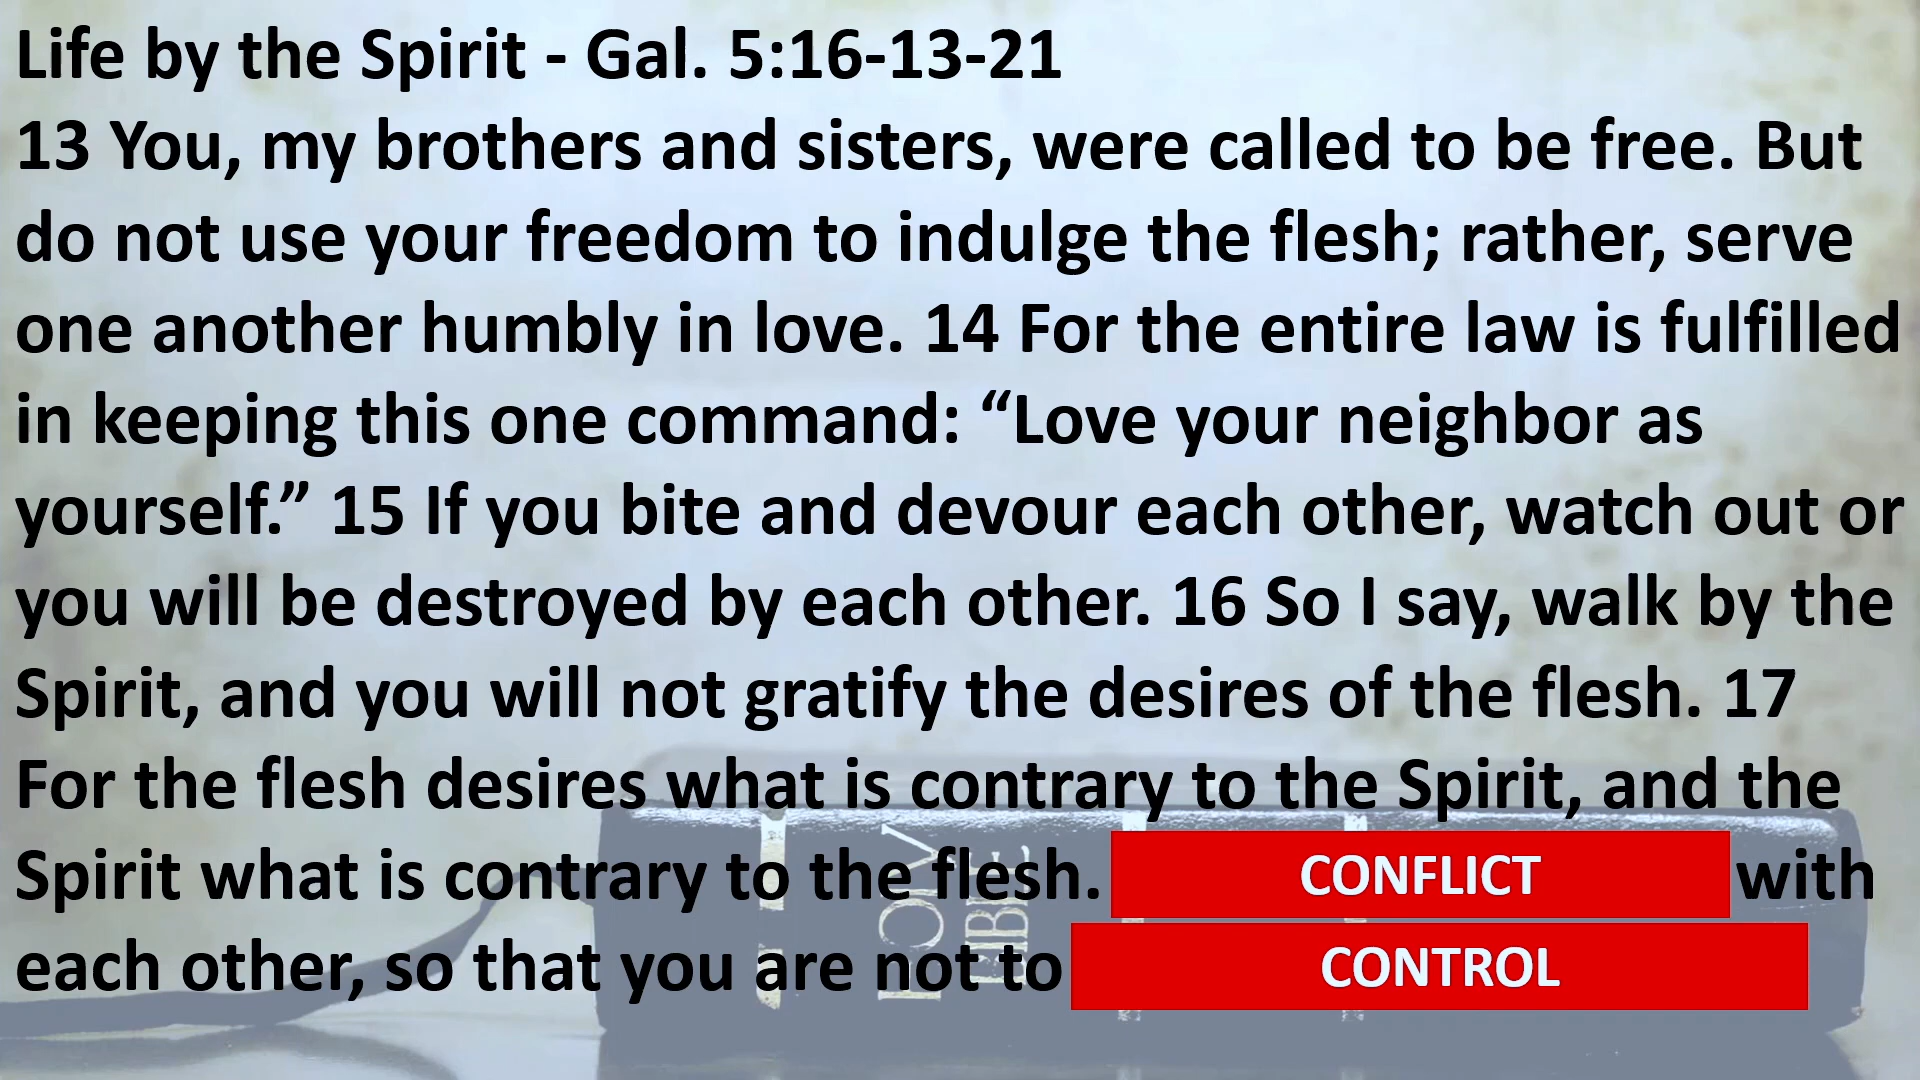 Life by the Spirit - Gal. 5:16-13-21
13 You, my brothers and sisters, were called to be free. But
do not use your freedom to indulge the flesh; rather, serve
one another humbly in love. 14 For the entire law is fulfilled
in keeping this one command: “Love your neighbor as
yourself.” 15 If you bite and devour each other, watch out or
you will be destroyed by each other. 16 So I say, walk by the
Spirit, and you will not gratify the desires of the flesh. 17
For the flesh desires what is contrary to the Spirit, and the
Spirit what is contrary to the flesh. CONFLICT with
each other, so that you are not to CONTROL
HOLY
BIBLE